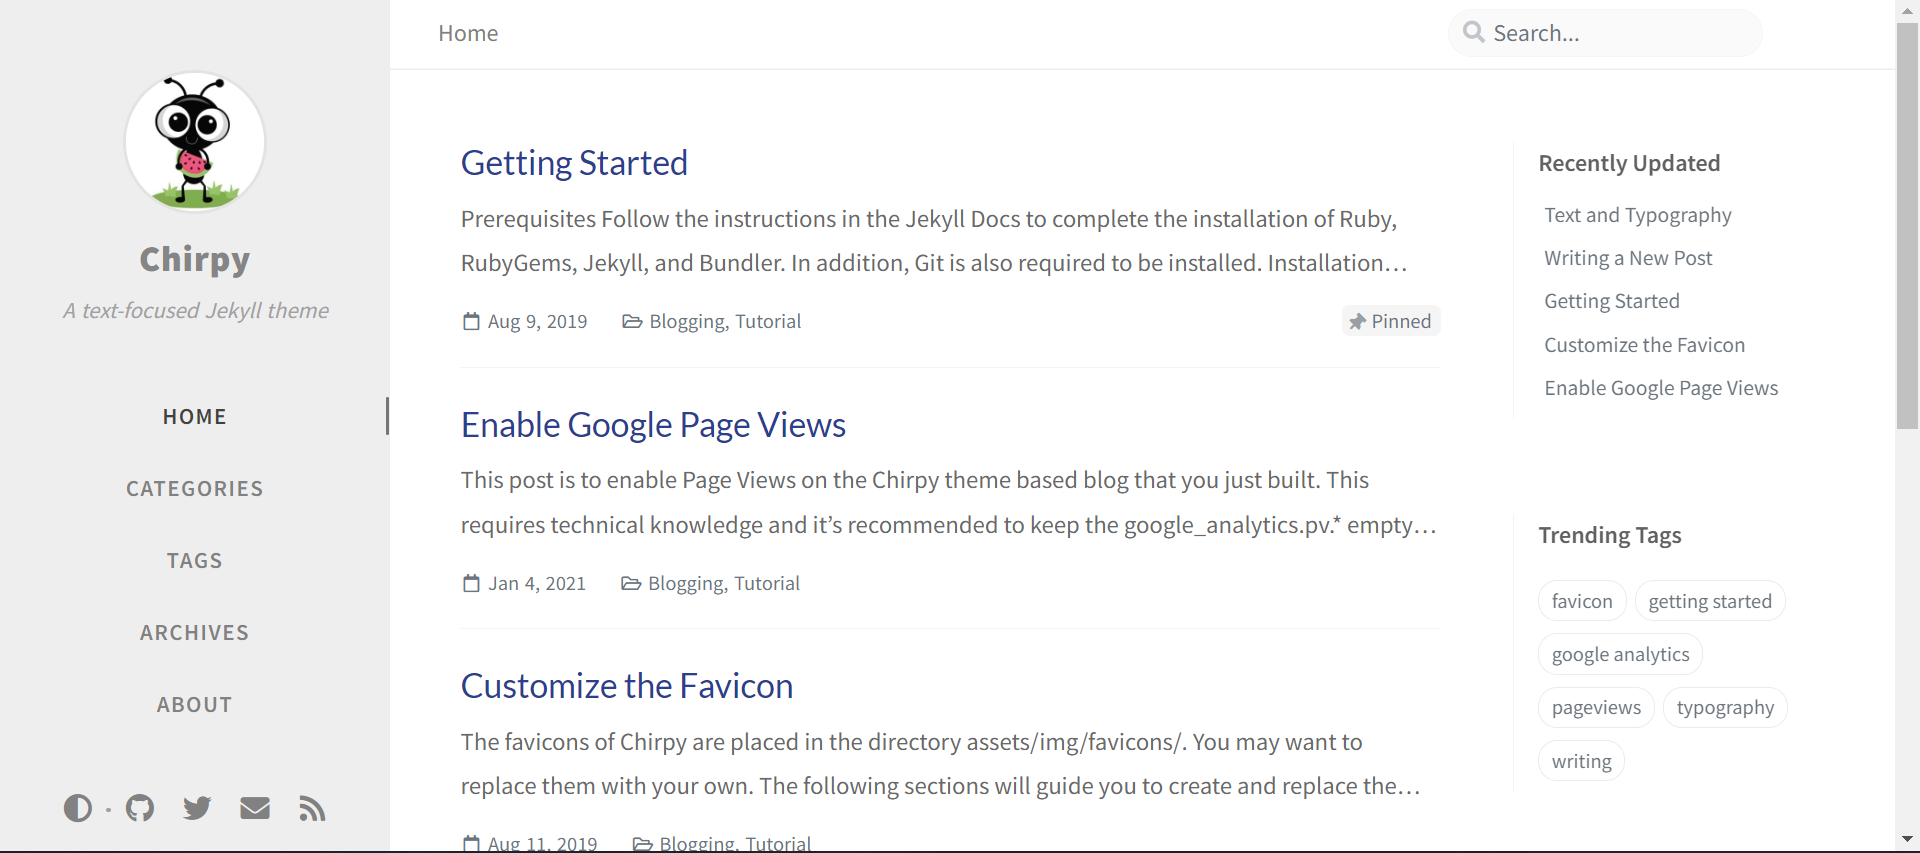 Chirpy
A text-focused Jekyll theme
HOME
CATEGORIES
TAGS
ARCHIVES
ABOUT
Home
Search...
Getting Started
Prerequisites Follow the instructions in the Jekyll Docs to complete the installation of Ruby,
RubyGems, Jekyll, and Bundler. In addition, Git is also required to be installed. Installation…
Aug 9, 2019 Blogging, Tutorial Pinned
Enable Google Page Views
This post is to enable Page Views on the Chirpy theme based blog that you just built. This
requires technical knowledge and it’s recommended to keep the google_analytics.pv.* empty…
Jan 4, 2021 Blogging, Tutorial
Customize the Favicon
The favicons of Chirpy are placed in the directory assets/img/favicons/. You may want to
replace them with your own. The following sections will guide you to create and replace the…
Aug 11, 2019 Blogging, Tutorial
Recently Updated
Text and Typography
Writing a New Post
Getting Started
Customize the Favicon
Enable Google Page Views
Trending Tags
favicon getting started
google analytics
pageviews typography
writing